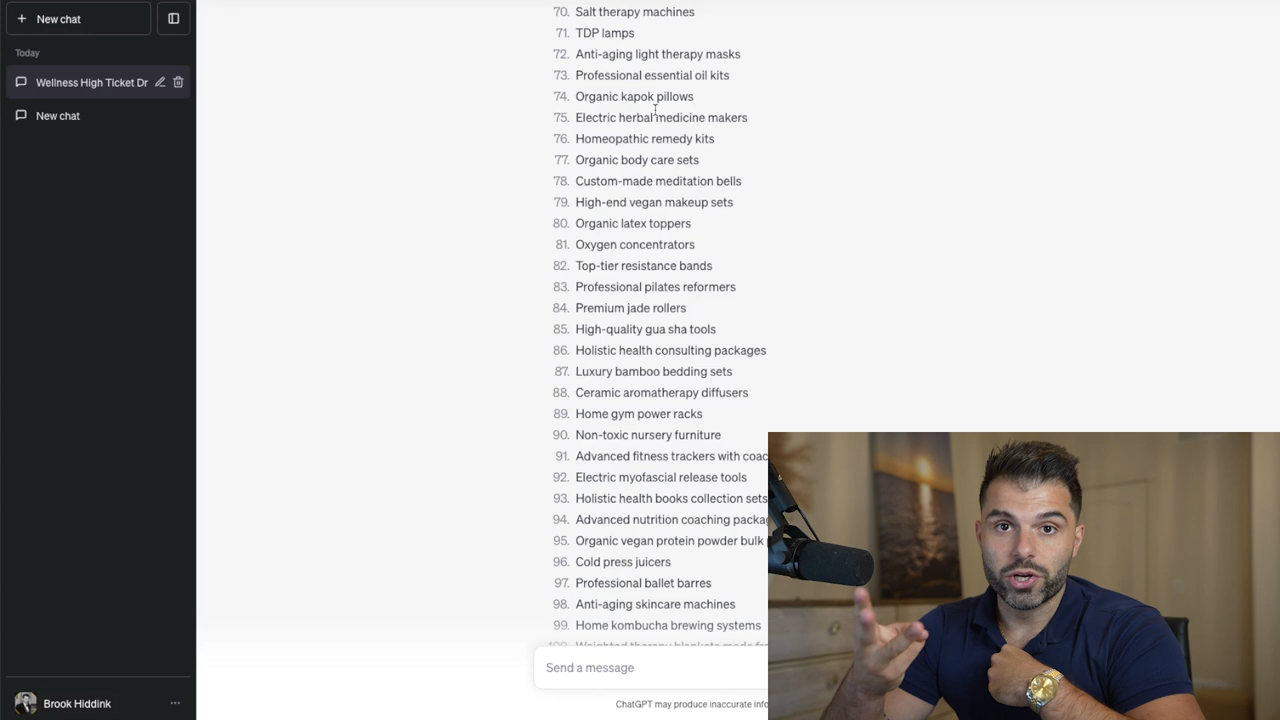 New chat
Today
Wellness High Ticket Dr
New chat
Brook Hiddink
70. Salt therapy machines
71. TDP lamps
72. Anti-aging light therapy masks
73. Professional essential oil kits
74. Organic kapok pillows
75. Electric herbal medicine makers
76. Homeopathic remedy kits
77. Organic body care sets
78. Custom-made meditation bells
79. High-end vegan makeup sets
80. Organic latex toppers
81. Oxygen concentrators
82. Top-tier resistance bands
83. Professional pilates reformers
84. Premium jade rollers
85. High-quality gua sha tools
86. Holistic health consulting packages
87. Luxury bamboo bedding sets
88. Ceramic aromatherapy diffusers
89. Home gym power racks
90. Non-toxic nursery furniture
91. Advanced fitness trackers with coac
92. Electric myofascial release tools
93. Holistic health books collection sets
94. Advanced nutrition coaching packag
95. Organic vegan protein powder bulk
96. Cold press juicers
97. Professional ballet barres
98. Anti-aging skincare machines
99. Home kombucha brewing systems
100. Weighted therapy blankets made
Send a message
ChatGPT may produce inaccurate info